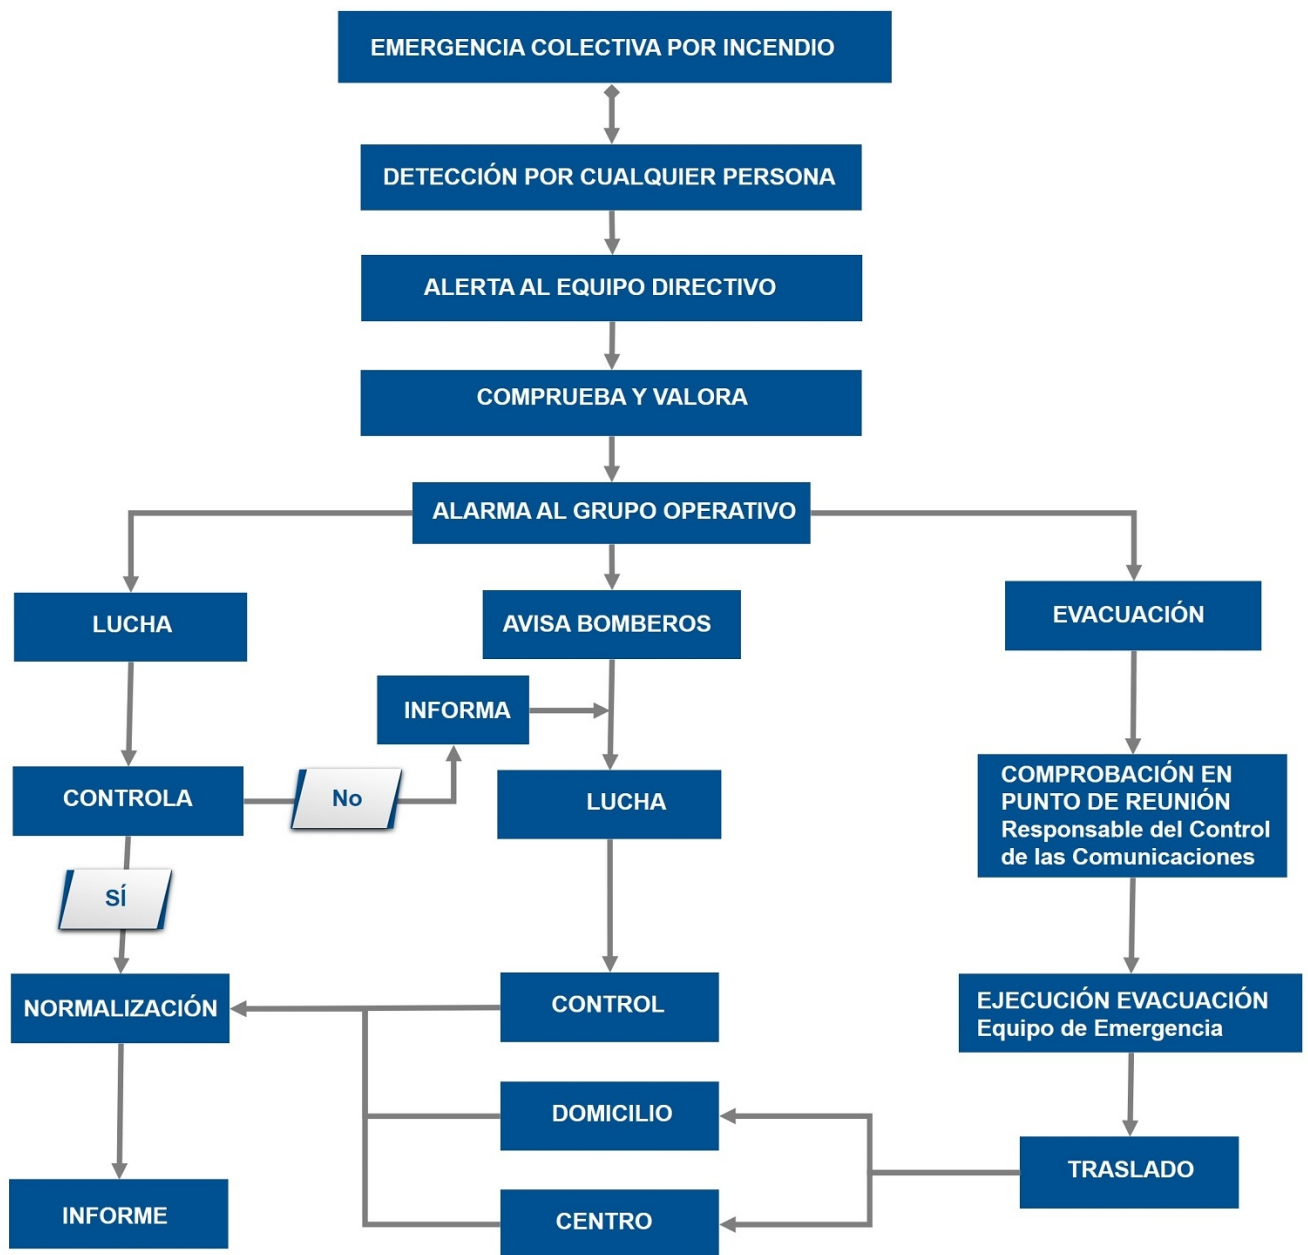 EMERGENCIA COLECTIVA POR INCENDIO
DETECCIÓN POR CUALQUIER PERSONA
ALERTA AL EQUIPO DIRECTIVO
COMPRUEBA Y VALORA
ALARMA AL GRUPO OPERATIVO
LUCHA
AVISA BOMBEROS
EVACUACIÓN
INFORMA
CONTROLA
No
LUCHA
COMPROBACIÓN EN
PUNTO DE REUNIÓN
Responsable del Control
de las Comunicaciones
SÍ
NORMALIZACIÓN
CONTROL
EJECUCIÓN EVACUACIÓN
Equipo de Emergencia
DOMICILIO
TRASLADO
INFORME
CENTRO